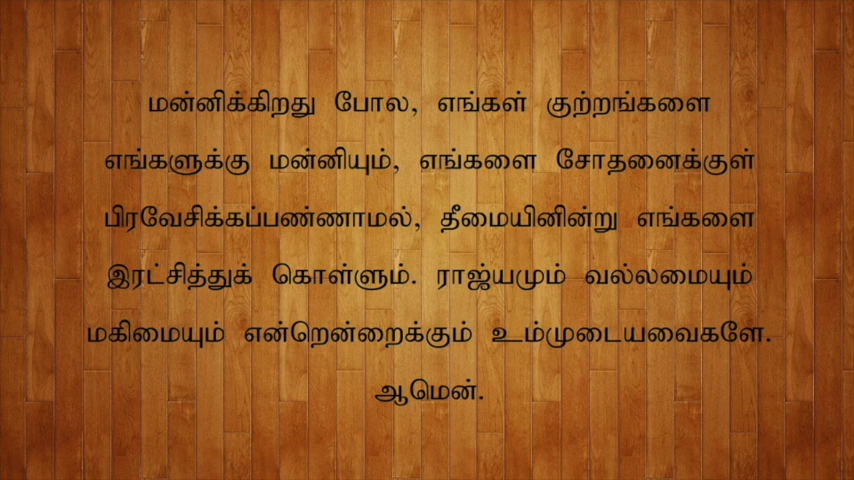 மன்னிக்கிறது போல, எங்கள் குற்றங்களை
எங்களுக்கு மன்னியும், எங்களை சோதனைக்குள்
பிரவேசிக்கப்பண்ணாமல், தீமையினின்று எங்களை
இரட்சித்துக் கொள்ளும். ராஜ்யமும் வல்லமையும்
மகிமையும் என்றென்றைக்கும் உம்முடையவைகளே.
ஆமென்.